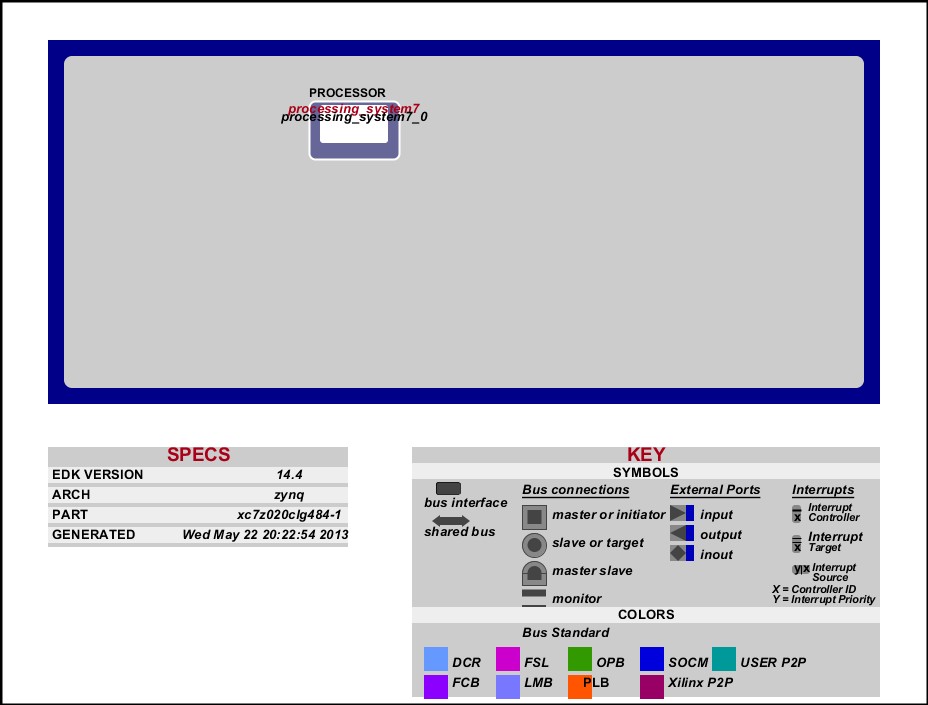 PROCESSOR
processing_system7
processing_system7_0
SPECS
EDK VERSION 14.4
ARCH zynq
PART xc7z020clg484-1
GENERATED Wed May 22 20:22:54 2013
KEY
SYMBOLS
bus interface
shared bus
Bus connections
master or initiator
slave or target
master slave
monitor
External Ports
input
output
inout
Interrupts
x Interrupt
Controller
x Interrupt
Target
y|x Interrupt
Source
X = Controller ID
Y = Interrupt Priority
COLORS
Bus Standard
DCR FSL OPB SOCM USER P2P
FCB LMB PLB Xilinx P2P